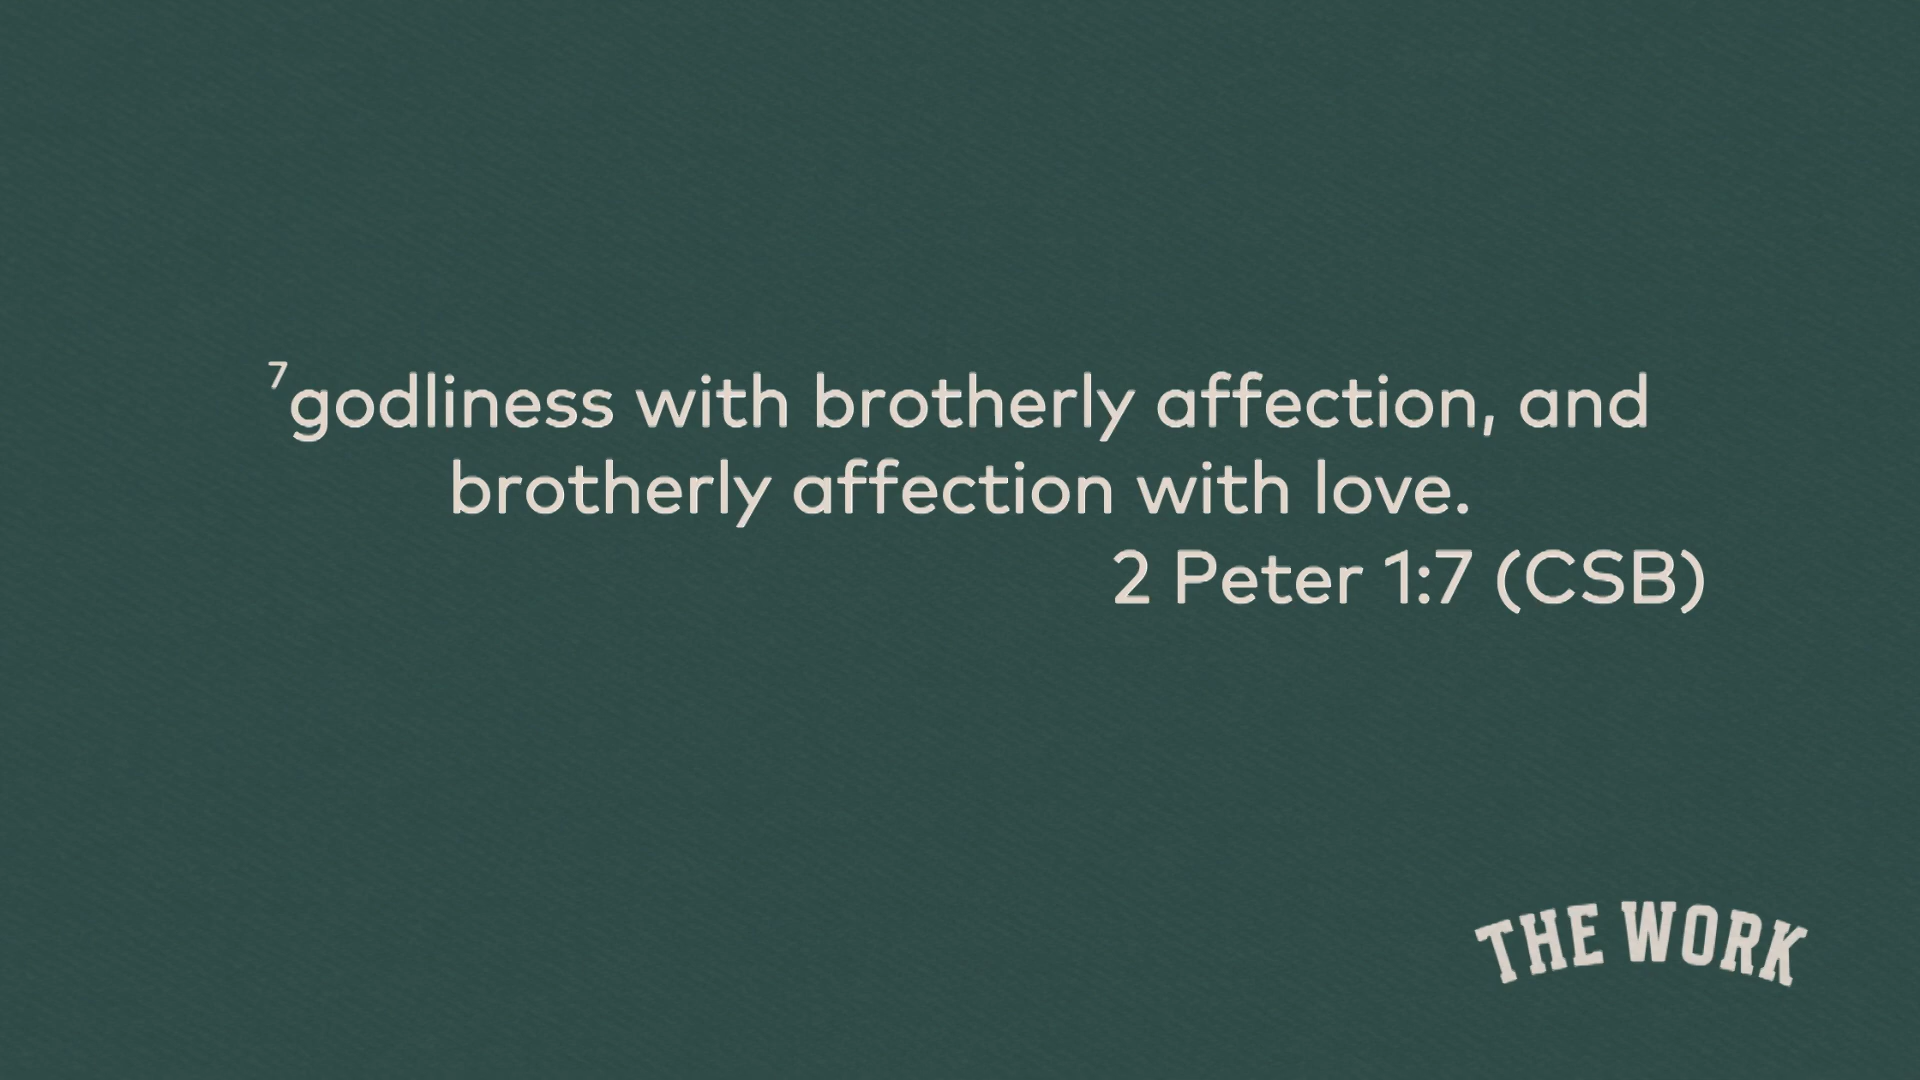 ⁷godliness with brotherly affection, and
brotherly affection with love.
2 Peter 1:7 (CSB)
THE WORK